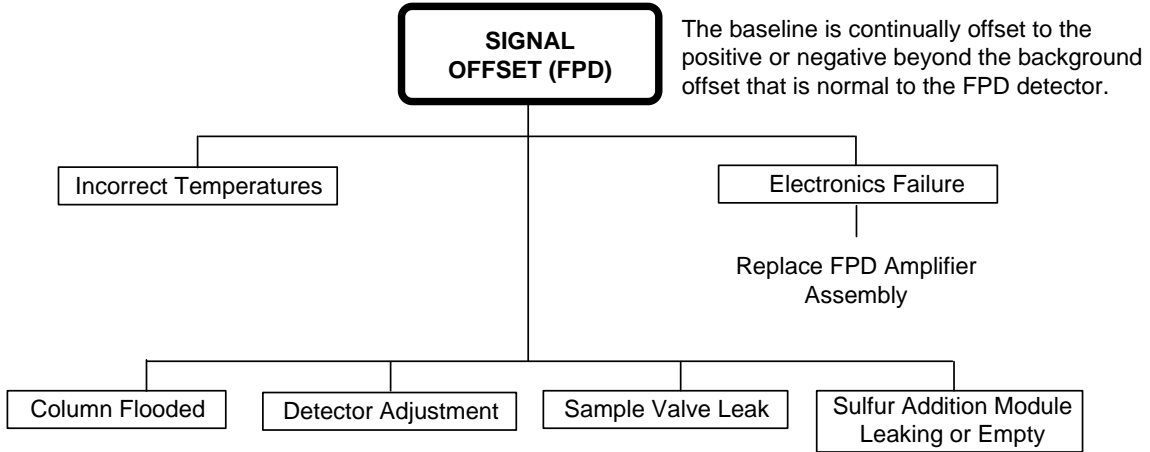 SIGNAL
OFFSET (FPD)
The baseline is continually offset to the
positive or negative beyond the background
offset that is normal to the FPD detector.
Incorrect Temperatures
Electronics Failure
Replace FPD Amplifier
Assembly
Column Flooded
Detector Adjustment
Sample Valve Leak
Sulfur Addition Module
Leaking or Empty